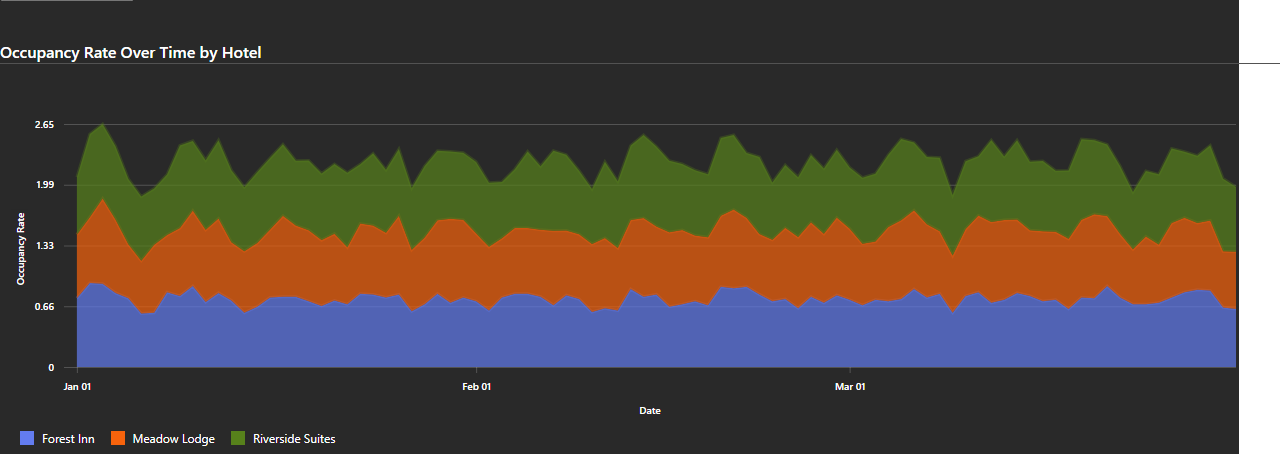 Occupancy Rate Over Time by Hotel
2.65
1.99
1.33
0.66
0
Occupancy Rate
Jan 01 Feb 01 Mar 01
Date
Forest Inn Meadow Lodge Riverside Suites